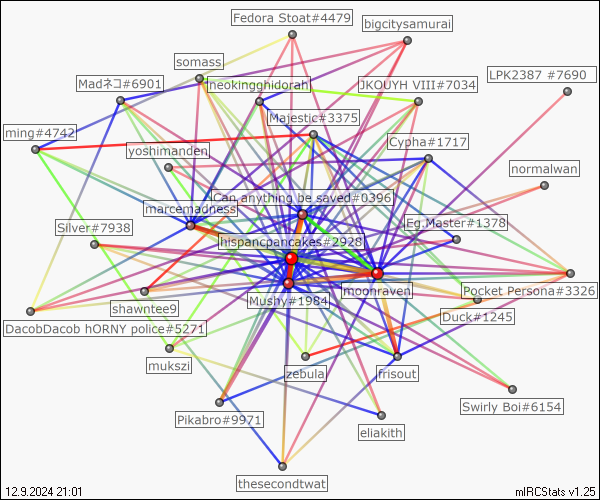 Fedora Stoat#4479
bigcitysamurai
somass
LPK2387 #7690
Madネコ#6901
neokingghidorah
JKOUYH VIII#7034
Majestic#3375
ming#4742
Cypha#1717
yoshimanden
normalwan
Can anything be saved#0396
marcemadness
Eg.Master#1378
Silver#7938
hispancpancakes#2928
moonraven
Pocket Persona#3326
Mushy#1984
shawntee9
Duck#1245
DacobDacob hORNY police#5271
mukszi
zebula
frisout
Swirly Boi#6154
Pikabro#9971
eliakith
thesecondtwat
12.9.2024 21:01
mIRCStats v1.25